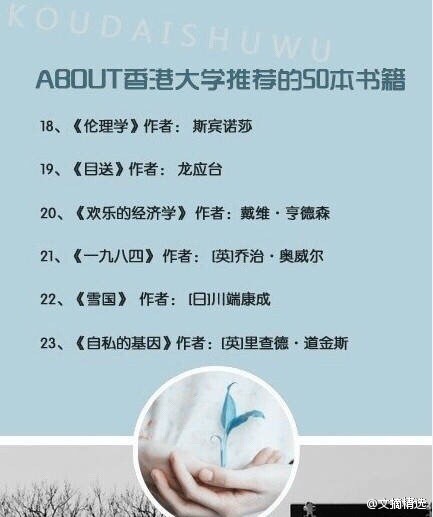 KOUDAISHUWU
ABOUT香港大学推荐的50本书籍
18、《伦理学》作者： 斯宾诺莎
19、《目送》作者： 龙应台
20、《欢乐的经济学》 作者：戴维·亨德森
21、《一九八四》 作者： [英]乔治·奥威尔
22、《雪国》 作者： [日]川端康成
23、《自私的基因》作者：[英]里查德·道金斯
@文摘精选